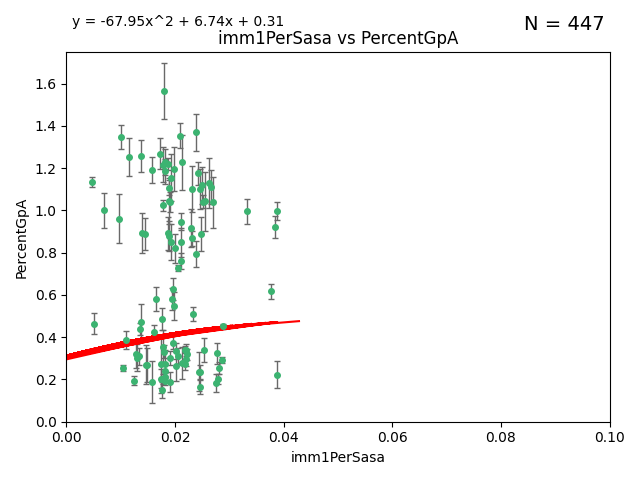 y = -67.95x^2 + 6.74x + 0.31
N = 447
imm1PerSasa vs PercentGpA
PercentGpA
1.6
1.4
1.2
1.0
0.8
0.6
0.4
0.2
0.0
0.00 0.02 0.04 0.06 0.08 0.10
imm1PerSasa